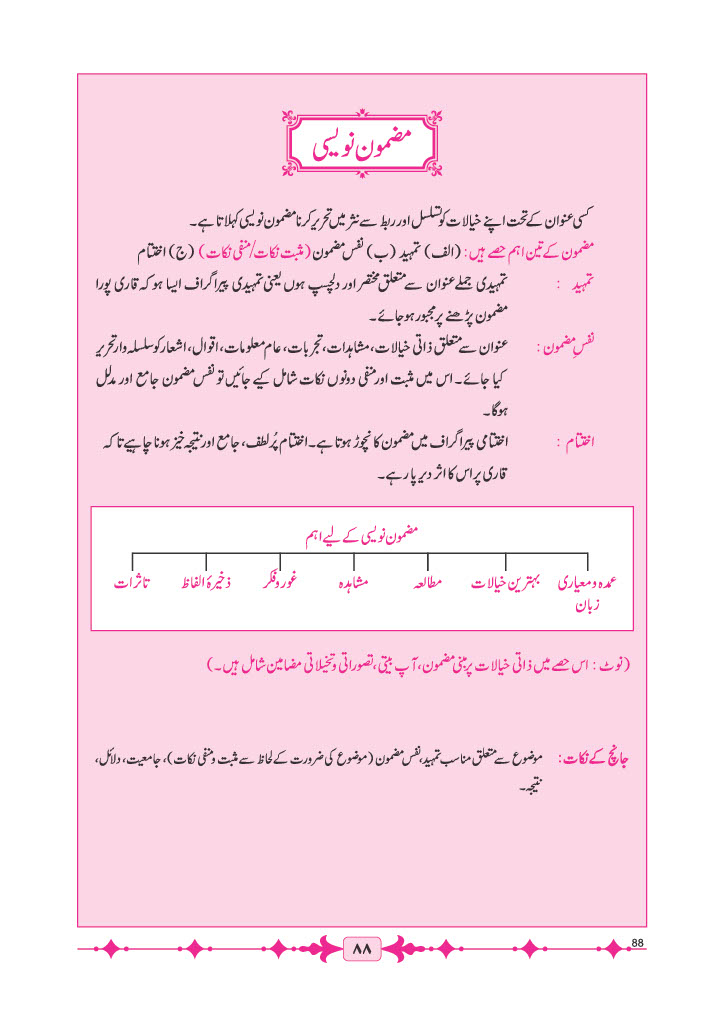 مضمون نویسی
کسی عنوان کے تحت اپنے خیالات کو تسلسل اور ربط سے نثر میں تحریر کرنا مضمون نویسی کہلاتا ہے۔
مضمون کے تین اہم حصے ہیں : (الف) تمہید (ب) نفس مضمون (مثبت نکات/منفی نکات) (ج) اختتام
تمہید : تمہیدی جملے عنوان سے متعلق مختصر اور دلچسپ ہوں یعنی تمہیدی پیراگراف ایسا ہو کہ قاری پورا
مضمون پڑھنے پر مجبور ہوجائے۔
نفسِ مضمون : عنوان سے متعلق ذاتی خیالات، مشاہدات، تجربات، عام معلومات، اقوال، اشعار کو سلسلہ وار تحریر
کیا جائے۔ اس میں مثبت اور منفی دونوں نکات شامل کیے جائیں تو نفس مضمون جامع اور مدلل
ہوگا۔
اختتام : اختتامی پیراگراف میں مضمون کا نچوڑ ہوتا ہے۔ اختتام پُرلطف، جامع اور نتیجہ خیز ہونا چاہیے تاکہ
قاری پر اس کا اثر دیر پا رہے۔
مضمون نویسی کے لیے اہم
عمدہ و معیاری بہترین خیالات مطالعہ مشاہدہ غور و فکر ذخیرۂ الفاظ تاثرات
زبان
(نوٹ : اس حصے میں ذاتی خیالات پر مبنی مضمون، آپ بیتی، تصوراتی و تخیلاتی مضامین شامل ہیں۔)
جانچ کے نکات : موضوع سے متعلق مناسب تمہید، نفس مضمون (موضوع کی ضرورت کے لحاظ سے مثبت و منفی نکات)، جامعیت، دلائل،
نتیجہ۔
۸۸
88